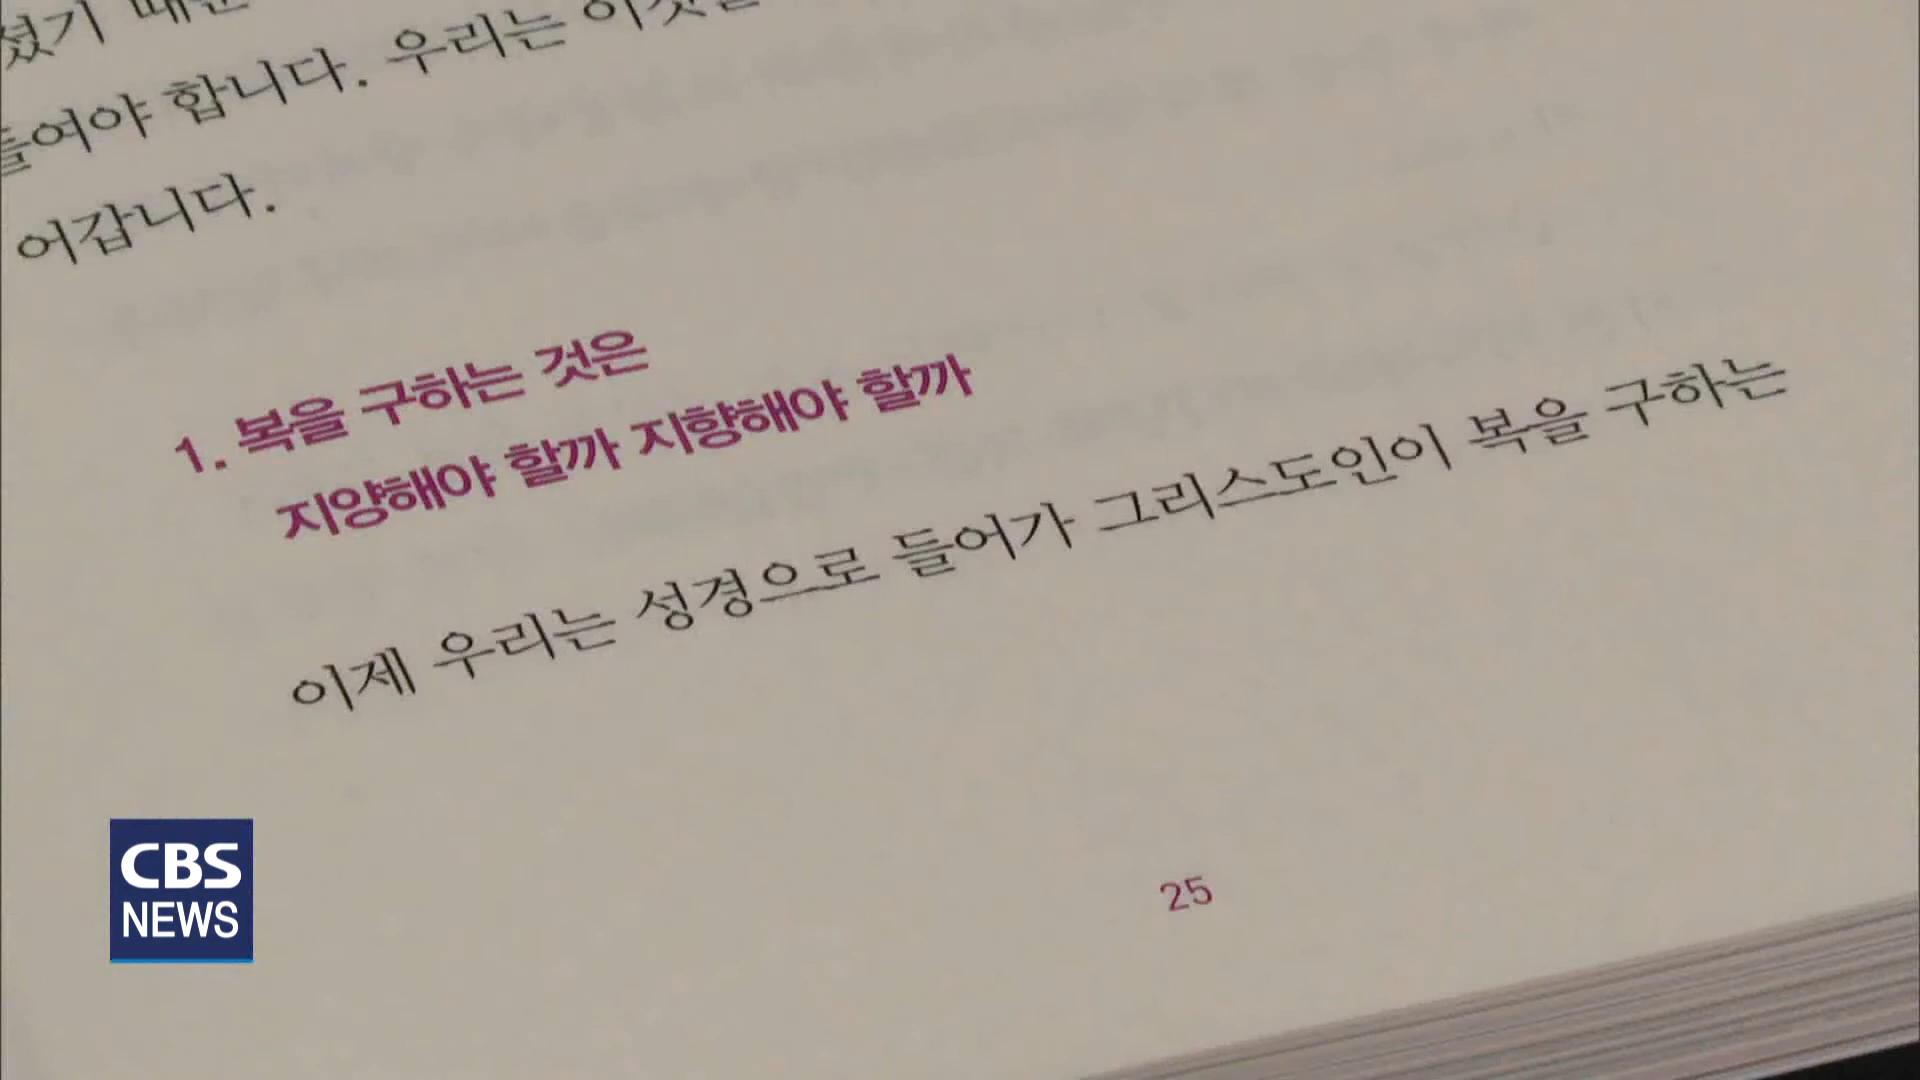 셨기 때문
들어야 합니다. 우리는 이것을
어갑니다.
1. 복을 구하는 것은
지양해야 할까 지향해야 할까
이제 우리는 성경으로 들어가 그리스도인이 복을 구하는
25
CBS
NEWS